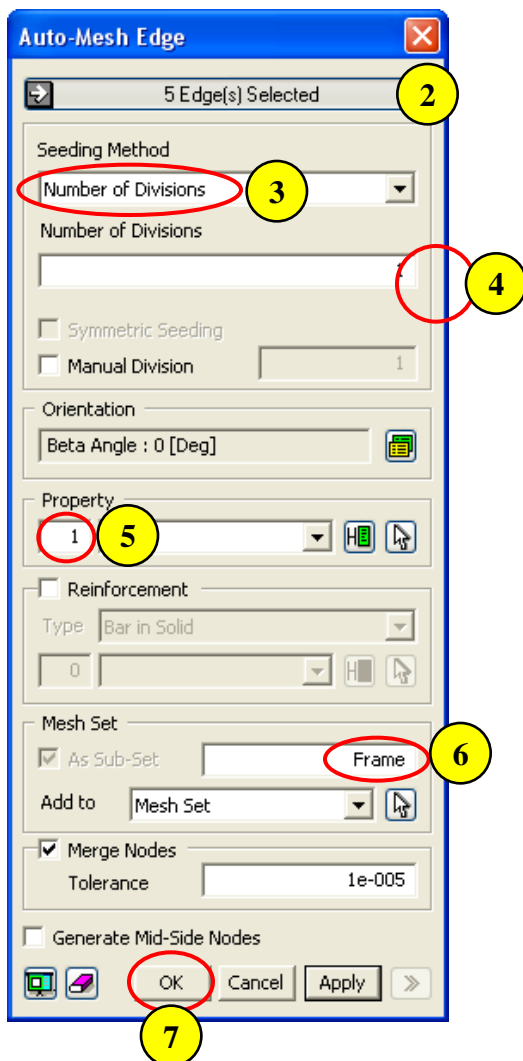 Auto-Mesh Edge
5 Edge(s) Selected 2
Seeding Method
Number of Divisions 3
Number of Divisions
1 4
Symmetric Seeding
Manual Division 1
Orientation
Beta Angle : 0 [Deg]
Property
1 5
Reinforcement
Type Bar in Solid
0
Mesh Set
As Sub-Set Frame 6
Add to Mesh Set
Merge Nodes
Tolerance 1e-005
Generate Mid-Side Nodes
OK Cancel Apply
7